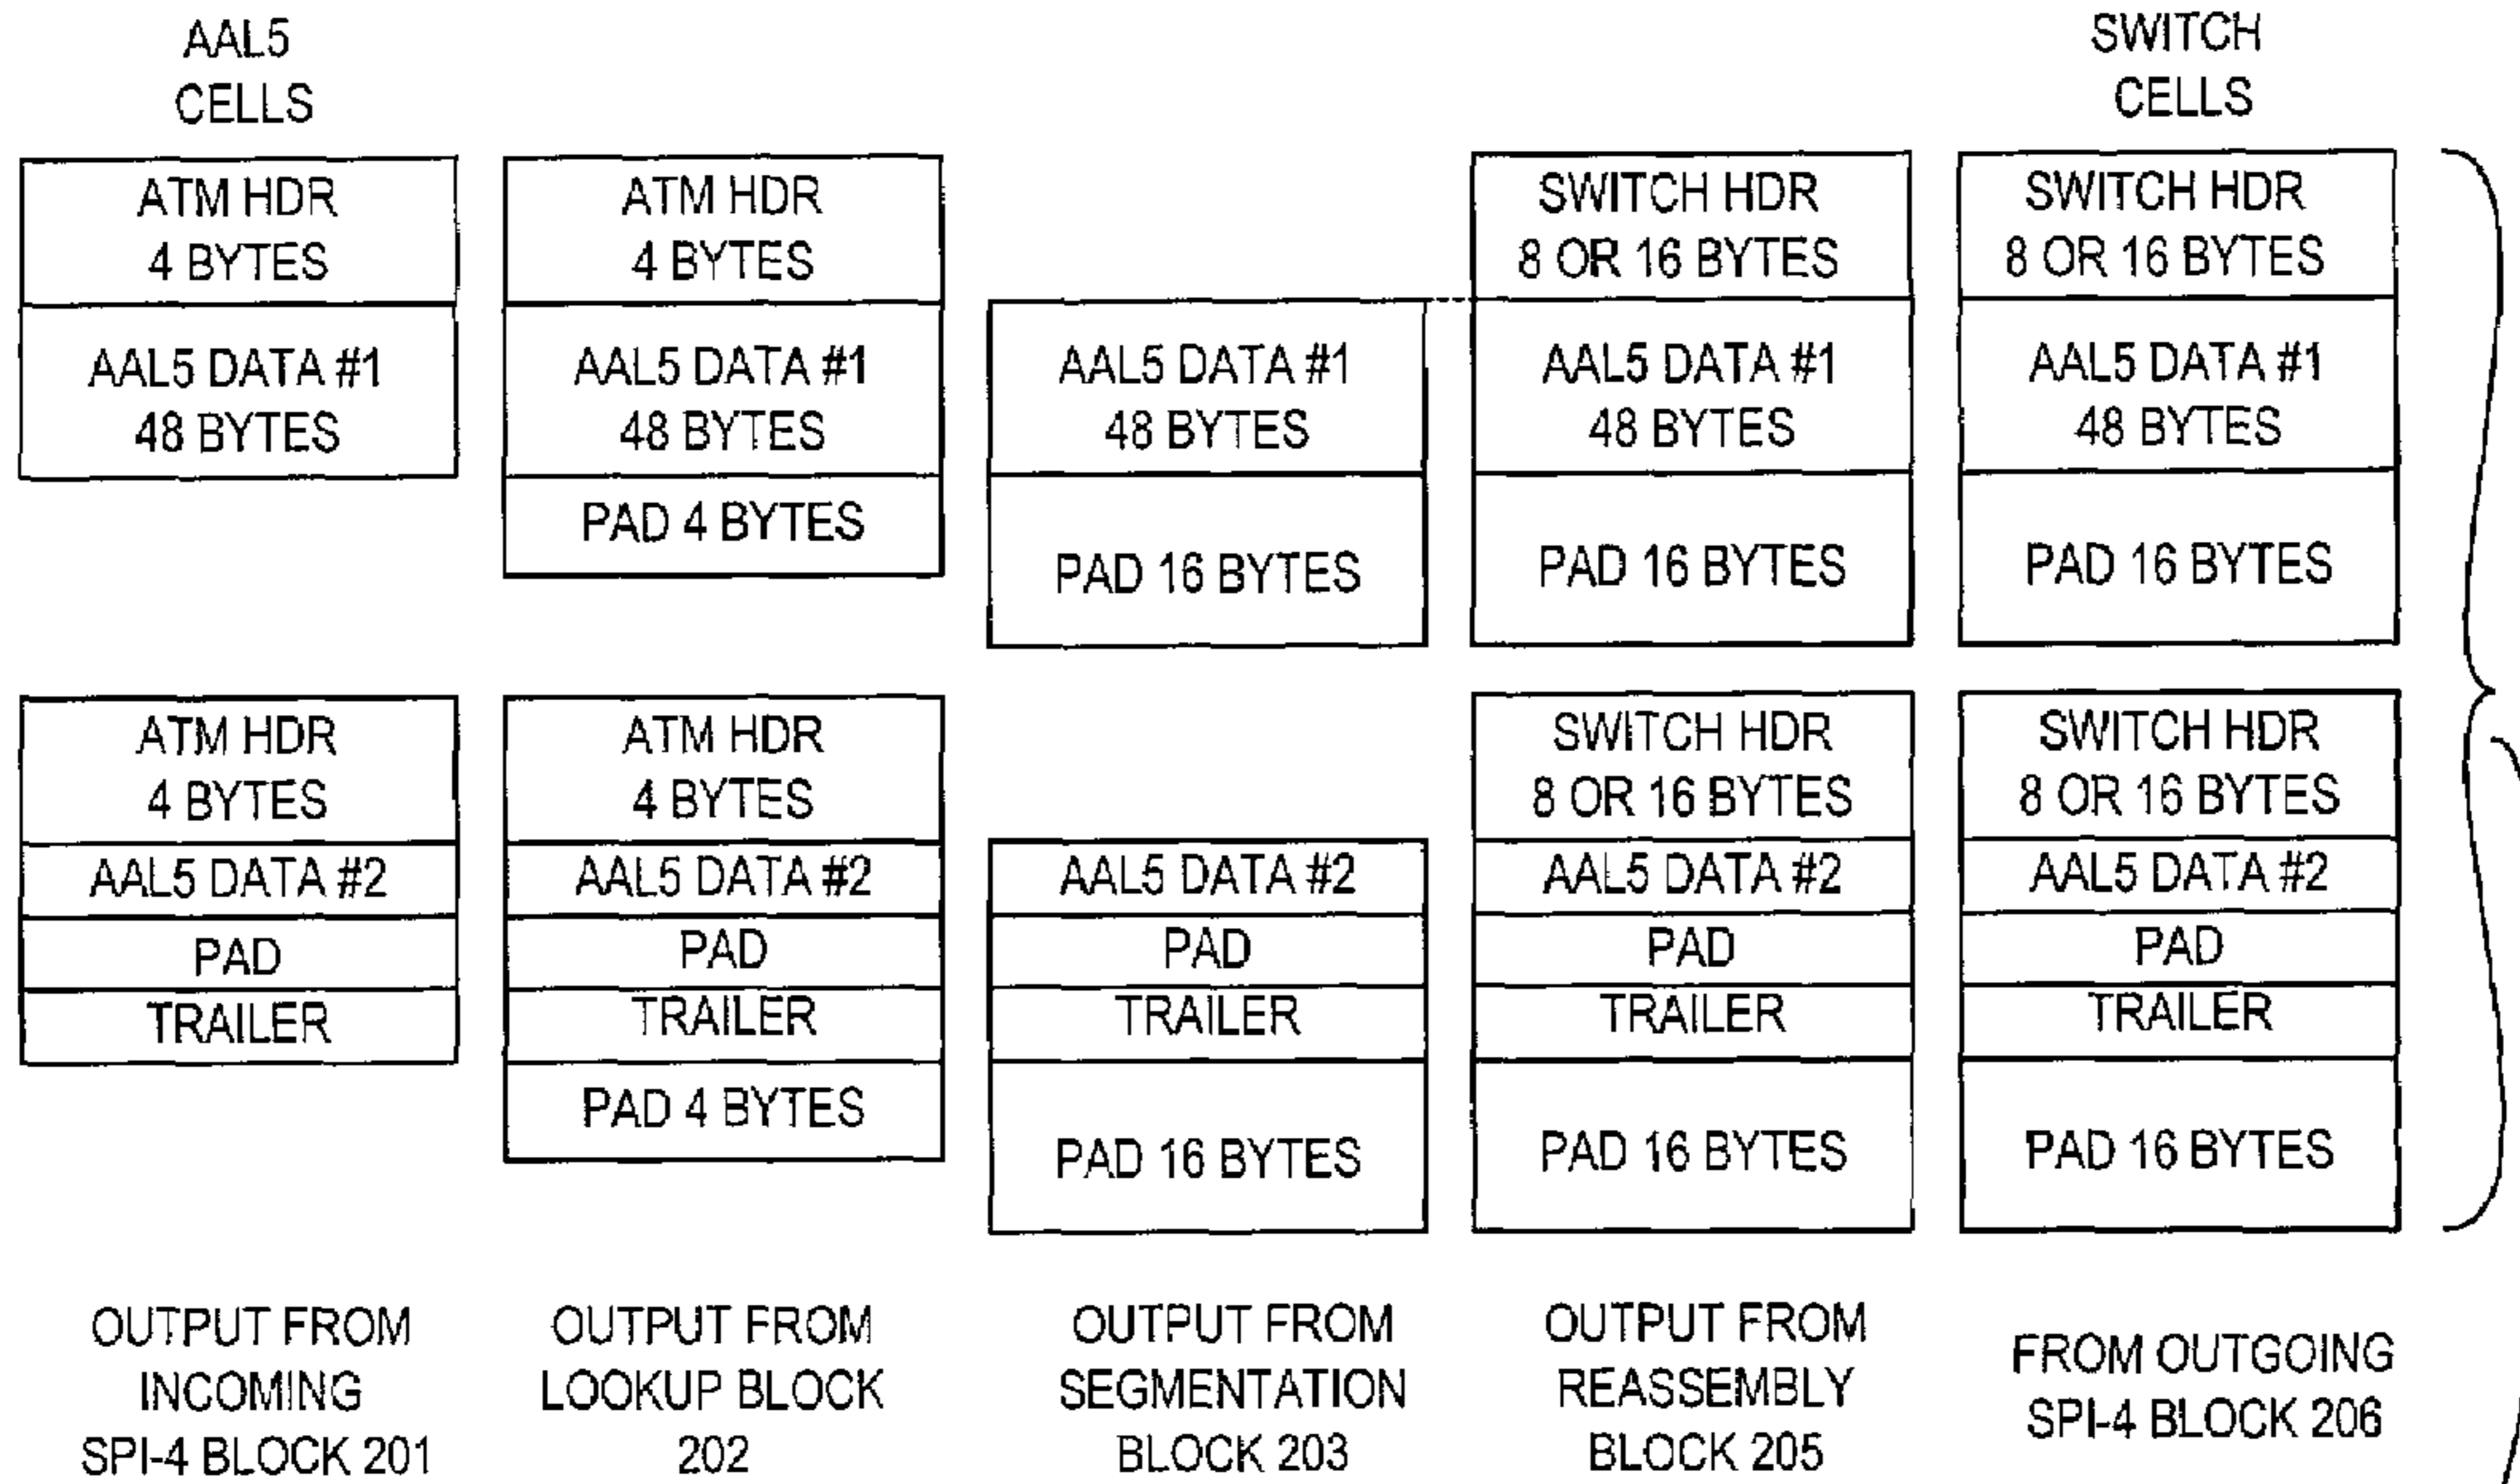 AAL5
CELLS
SWITCH
CELLS
ATM HDR
4 BYTES
AAL5 DATA #1
48 BYTES
ATM HDR
4 BYTES
AAL5 DATA #1
48 BYTES
PAD 4 BYTES
AAL5 DATA #1
48 BYTES
PAD 16 BYTES
SWITCH HDR
8 OR 16 BYTES
AAL5 DATA #1
48 BYTES
PAD 16 BYTES
SWITCH HDR
8 OR 16 BYTES
AAL5 DATA #1
48 BYTES
PAD 16 BYTES
ATM HDR
4 BYTES
AAL5 DATA #2
PAD
TRAILER
ATM HDR
4 BYTES
AAL5 DATA #2
PAD
TRAILER
PAD 4 BYTES
AAL5 DATA #2
PAD
TRAILER
PAD 16 BYTES
SWITCH HDR
8 OR 16 BYTES
AAL5 DATA #2
PAD
TRAILER
PAD 16 BYTES
SWITCH HDR
8 OR 16 BYTES
AAL5 DATA #2
PAD
TRAILER
PAD 16 BYTES
OUTPUT FROM
INCOMING
SPI-4 BLOCK 201
OUTPUT FROM
LOOKUP BLOCK
202
OUTPUT FROM
SEGMENTATION
BLOCK 203
OUTPUT FROM
REASSEMBLY
BLOCK 205
FROM OUTGOING
SPI-4 BLOCK 206